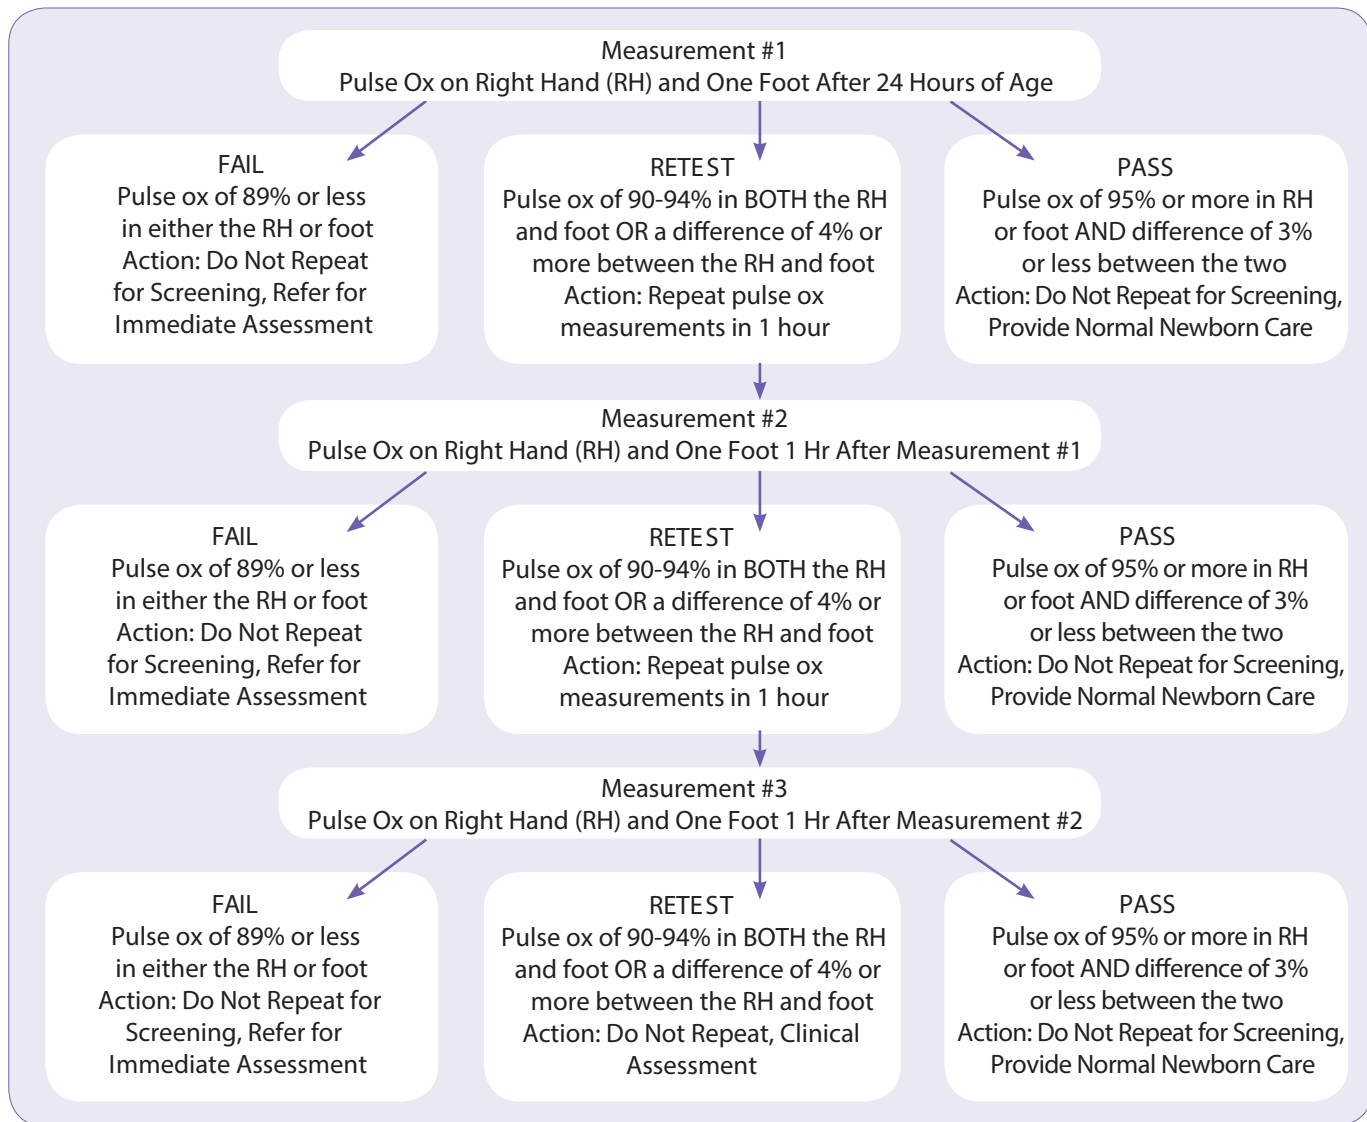 Measurement #1
Pulse Ox on Right Hand (RH) and One Foot After 24 Hours of Age
FAIL
Pulse ox of 89% or less
in either the RH or foot
Action: Do Not Repeat
for Screening, Refer for
Immediate Assessment
RETEST
Pulse ox of 90-94% in BOTH the RH
and foot OR a difference of 4% or
more between the RH and foot
Action: Repeat pulse ox
measurements in 1 hour
PASS
Pulse ox of 95% or more in RH
or foot AND difference of 3%
or less between the two
Action: Do Not Repeat for Screening,
Provide Normal Newborn Care
Measurement #2
Pulse Ox on Right Hand (RH) and One Foot 1 Hr After Measurement #1
FAIL
Pulse ox of 89% or less
in either the RH or foot
Action: Do Not Repeat
for Screening, Refer for
Immediate Assessment
RETEST
Pulse ox of 90-94% in BOTH the RH
and foot OR a difference of 4% or
more between the RH and foot
Action: Repeat pulse ox
measurements in 1 hour
PASS
Pulse ox of 95% or more in RH
or foot AND difference of 3%
or less between the two
Action: Do Not Repeat for Screening,
Provide Normal Newborn Care
Measurement #3
Pulse Ox on Right Hand (RH) and One Foot 1 Hr After Measurement #2
FAIL
Pulse ox of 89% or less
in either the RH or foot
Action: Do Not Repeat for
Screening, Refer for
Immediate Assessment
RETEST
Pulse ox of 90-94% in BOTH the RH
and foot OR a difference of 4% or
more between the RH and foot
Action: Do Not Repeat, Clinical
Assessment
PASS
Pulse ox of 95% or more in RH
or foot AND difference of 3%
or less between the two
Action: Do Not Repeat for Screening,
Provide Normal Newborn Care